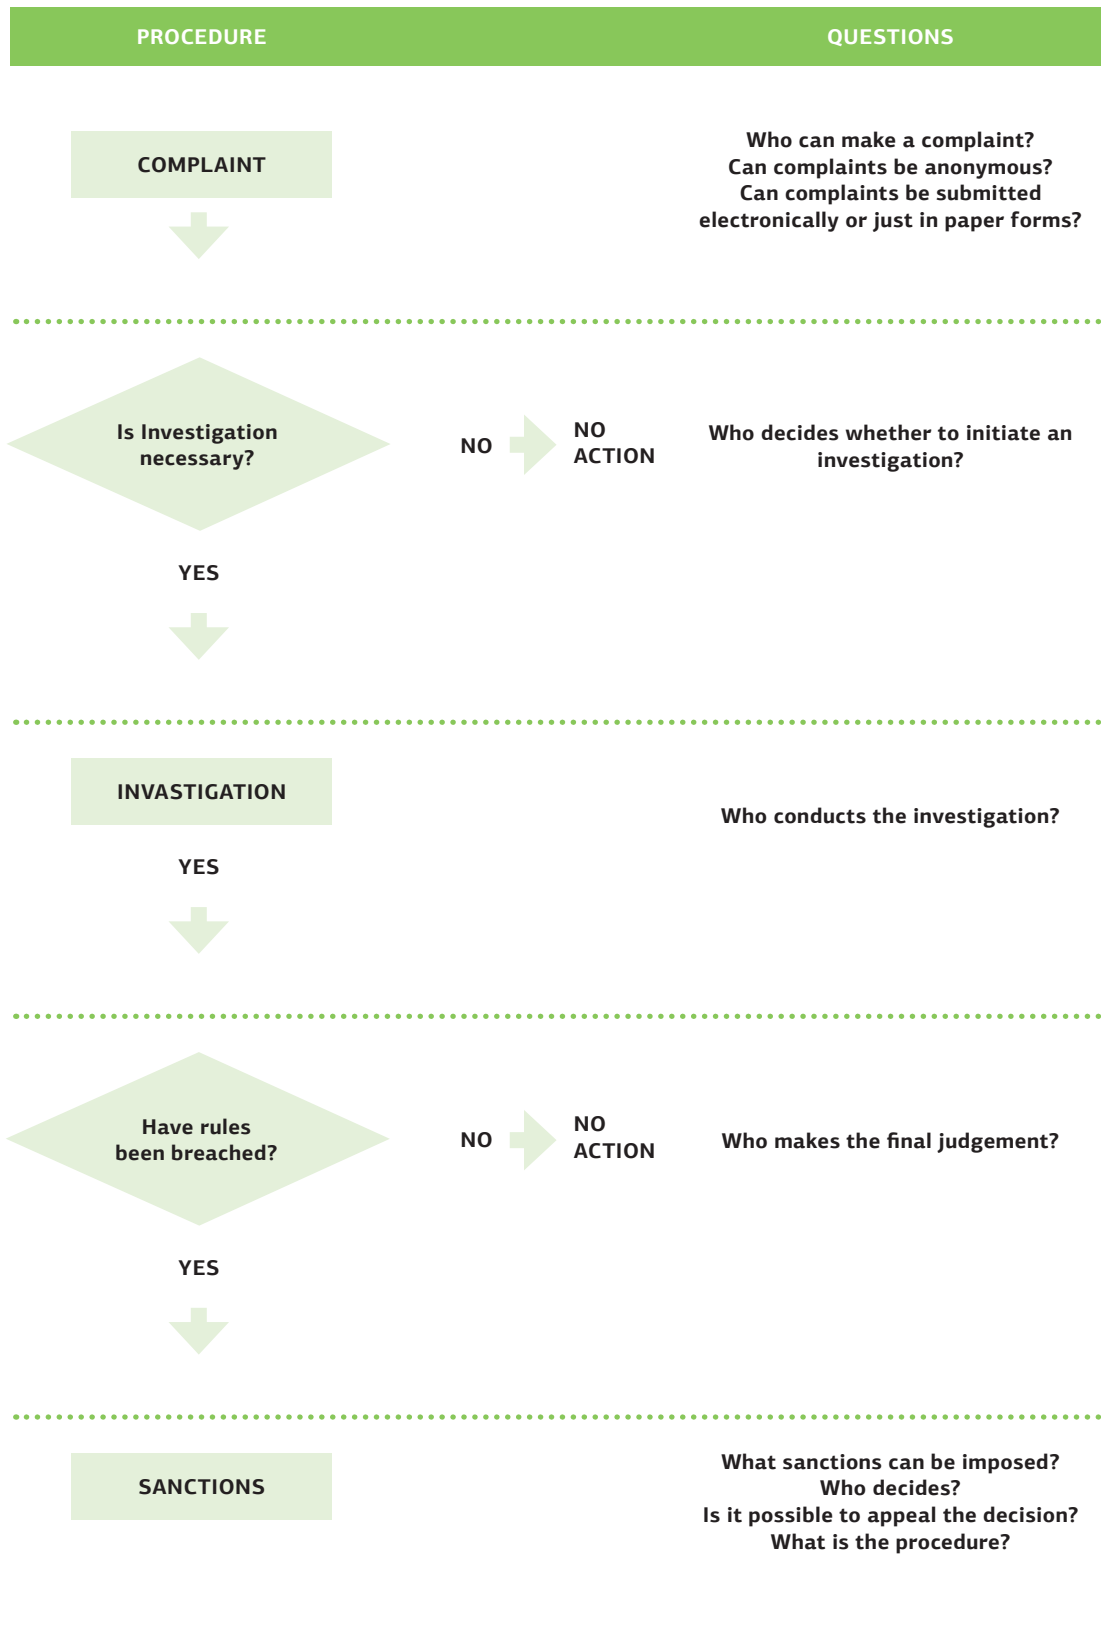 PROCEDURE
QUESTIONS
COMPLAINT
Who can make a complaint?
Can complaints be anonymous?
Can complaints be submitted
electronically or just in paper forms?
Is Investigation
necessary?
NO
NO
ACTION
Who decides whether to initiate an
investigation?
YES
INVASTIGATION
Who conducts the investigation?
YES
Have rules
been breached?
NO
NO
ACTION
Who makes the final judgement?
YES
SANCTIONS
What sanctions can be imposed?
Who decides?
Is it possible to appeal the decision?
What is the procedure?